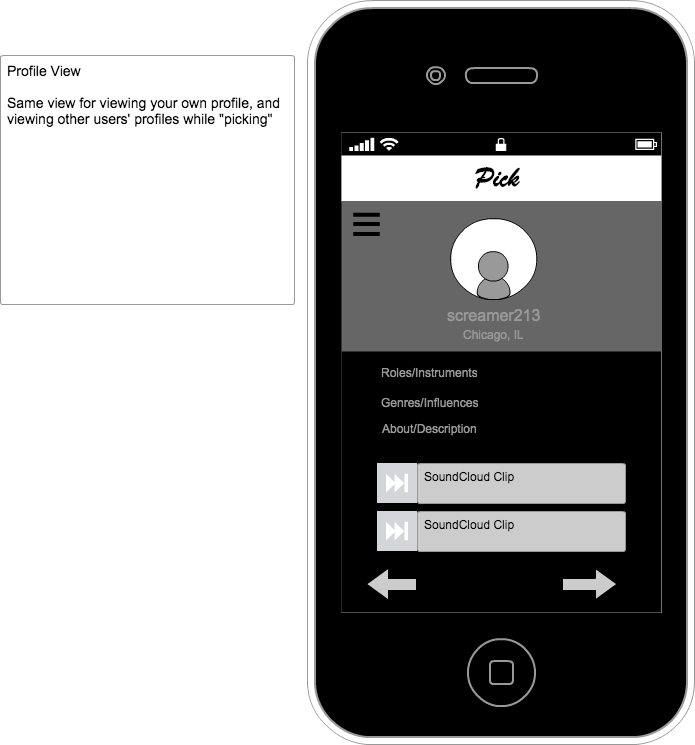 Profile View
Same view for viewing your own profile, and
viewing other users' profiles while "picking"
Pick
screamer213
Chicago, IL
Roles/Instruments
Genres/Influences
About/Description
SoundCloud Clip
SoundCloud Clip